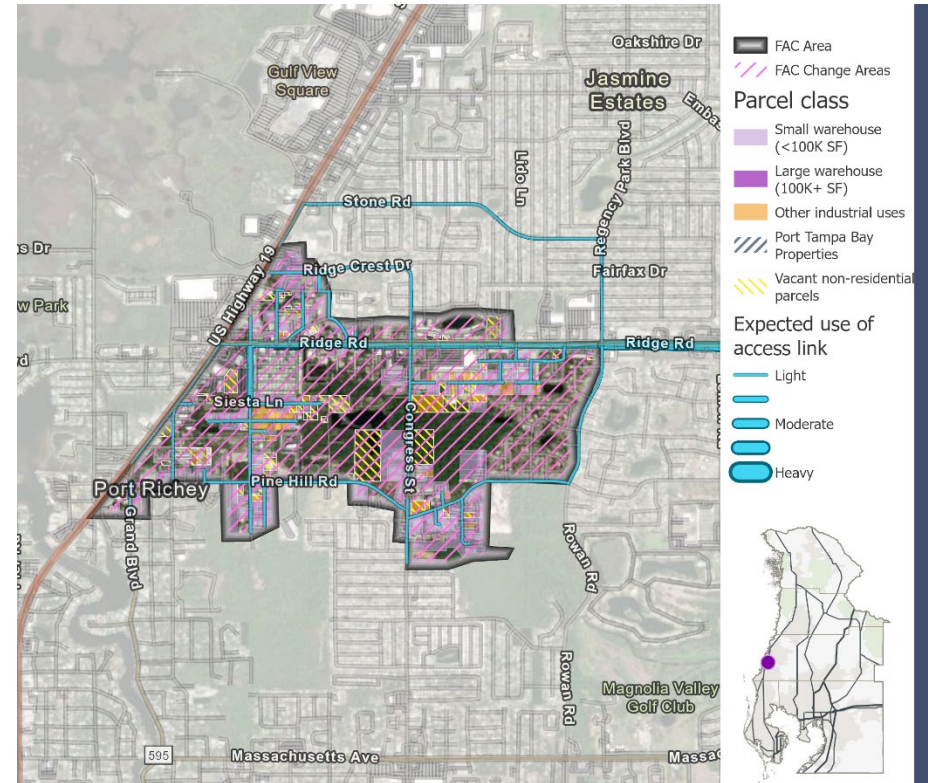 Oakshire Dr
Gulf View
Square
Jasmine
Estates
Embas
Lido Ln
Regency Park Blvd
Stone Rd
US Highway 19
Ridge Crest Dr
Fairfax Dr
w Park
Ridge Rd
Ridge Rd
Siesta Ln
Congress St
Pine Hill Rd
Port Richey
Grand Blvd
Rowan Rd
Rowan Rd
Magnolia Valley
Golf Club
595
Massachusetts Ave
Massac
FAC Area
FAC Change Areas
Parcel class
Small warehouse
(<100K SF)
Large warehouse
(100K+ SF)
Other industrial uses
Port Tampa Bay
Properties
Vacant non-residential
parcels
Expected use of
access link
Light
Moderate
Heavy